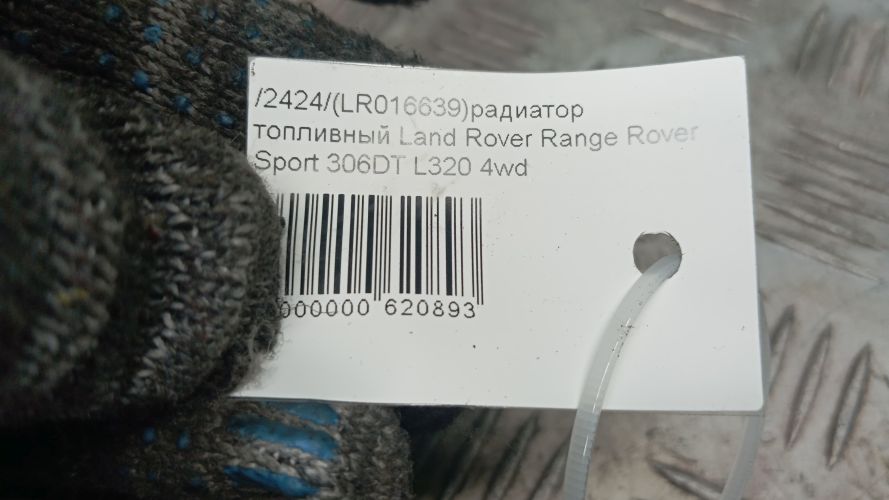 /2424/(LR016639)радиатор
топливный Land Rover Range Rover
Sport 306DT L320 4wd
000000 620893